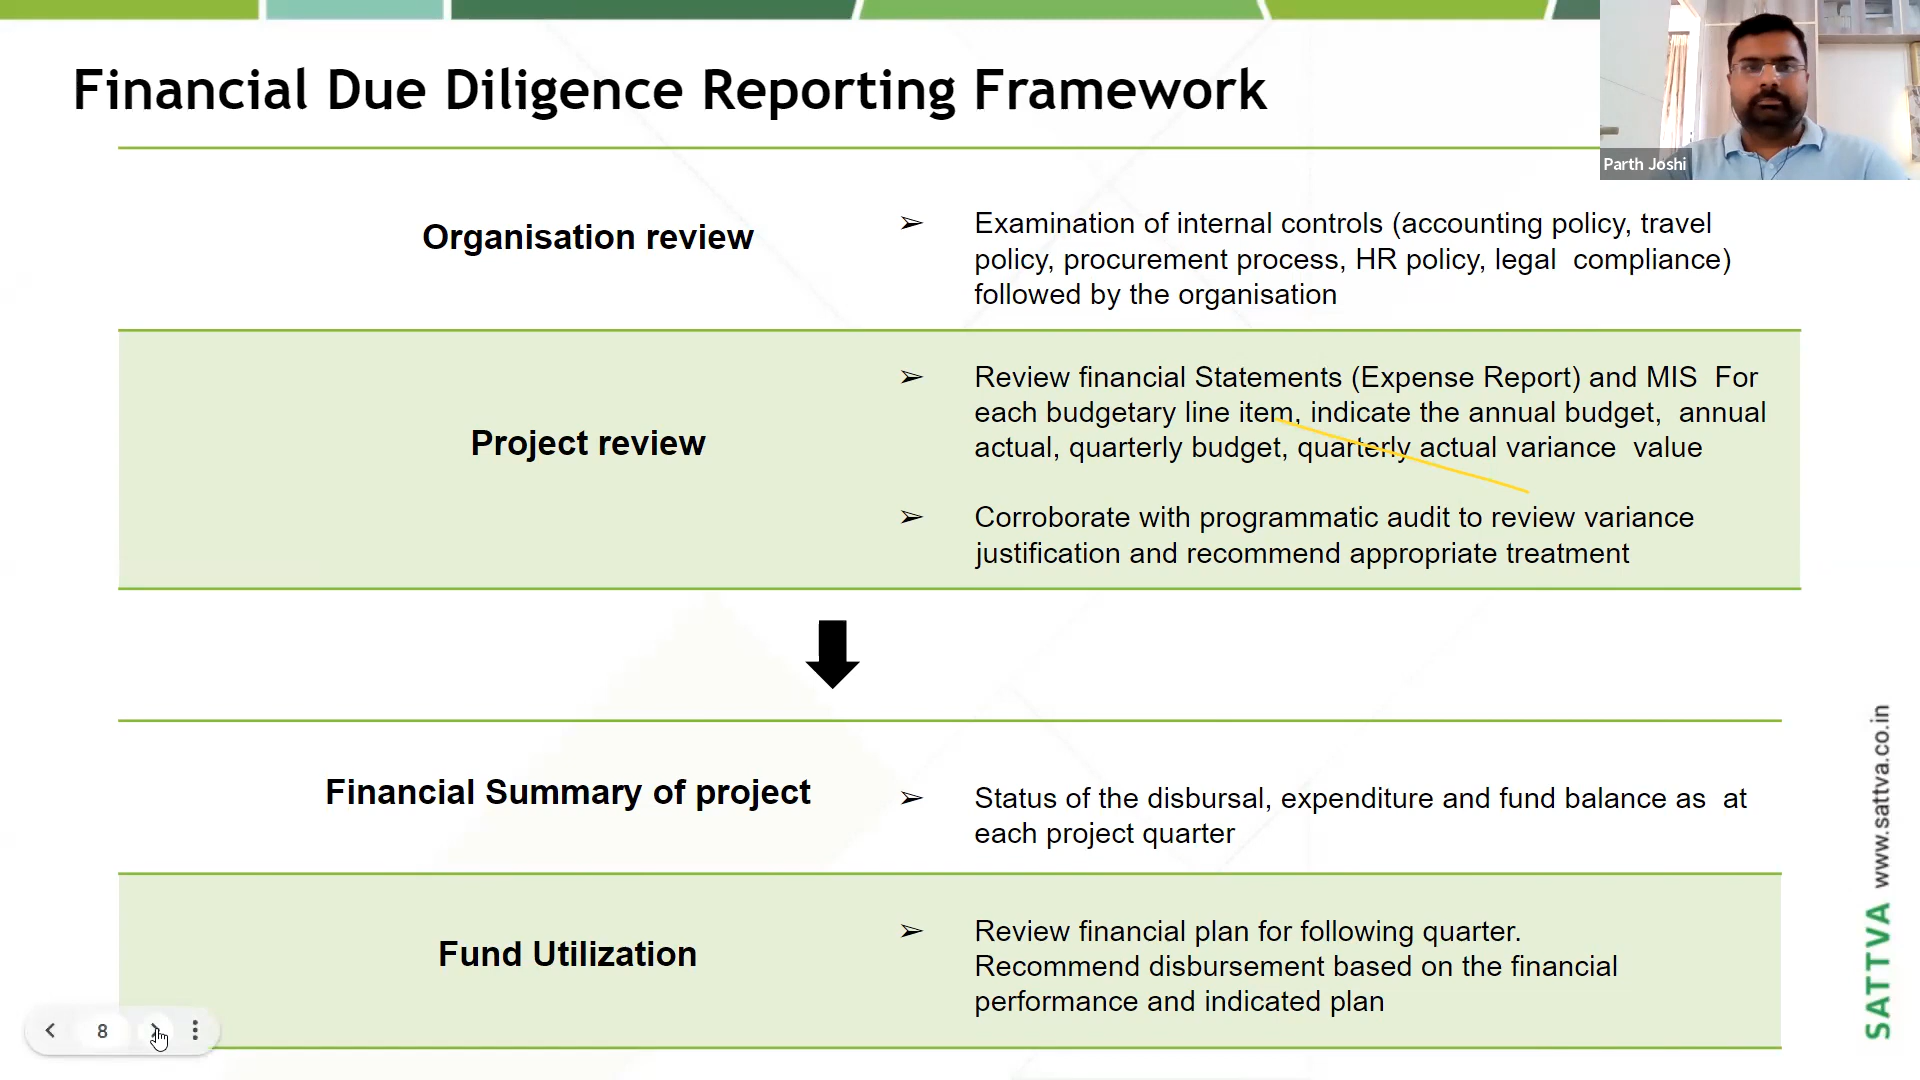 Financial Due Diligence Reporting Framework
Parth Joshi
Organisation review
➢ Examination of internal controls (accounting policy, travel
policy, procurement process, HR policy, legal compliance)
followed by the organisation
Project review
➢ Review financial Statements (Expense Report) and MIS For
each budgetary line item, indicate the annual budget, annual
actual, quarterly budget, quarterly actual variance value
➢ Corroborate with programmatic audit to review variance
justification and recommend appropriate treatment
Financial Summary of project
➢ Status of the disbursal, expenditure and fund balance as at
each project quarter
Fund Utilization
➢ Review financial plan for following quarter.
Recommend disbursement based on the financial
performance and indicated plan
8
SATTVA www.sattva.co.in